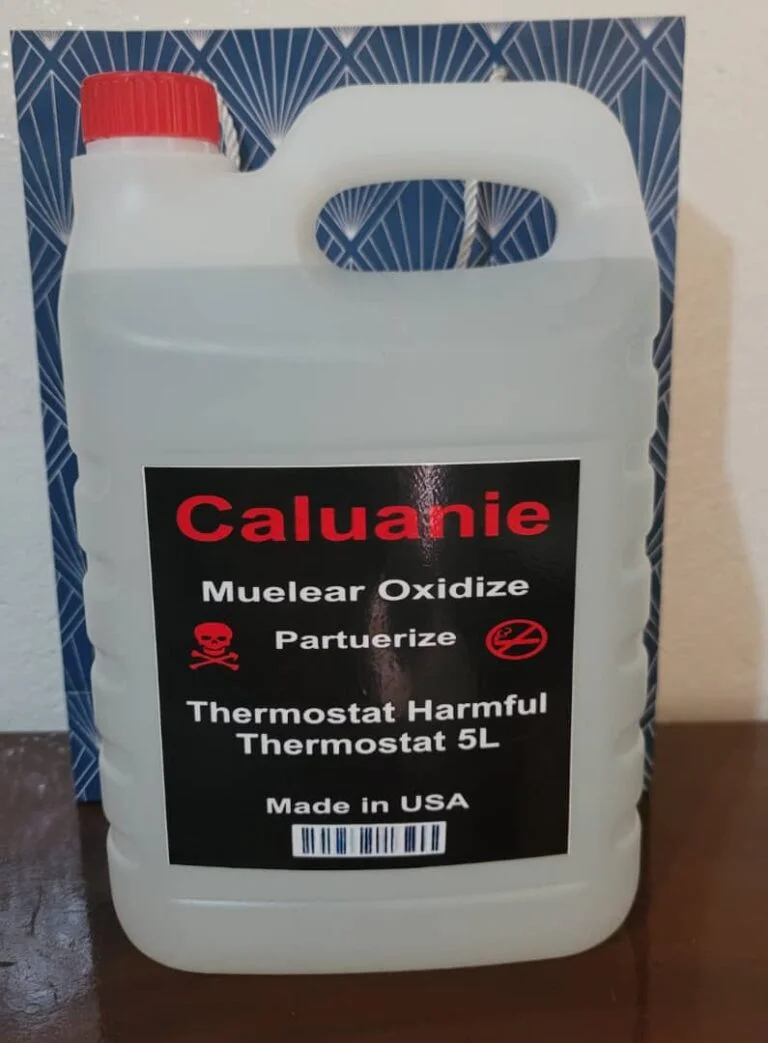 Caluanie
Muelear Oxidize
Partuerize
Thermostat Harmful
Thermostat 5L
Made in USA